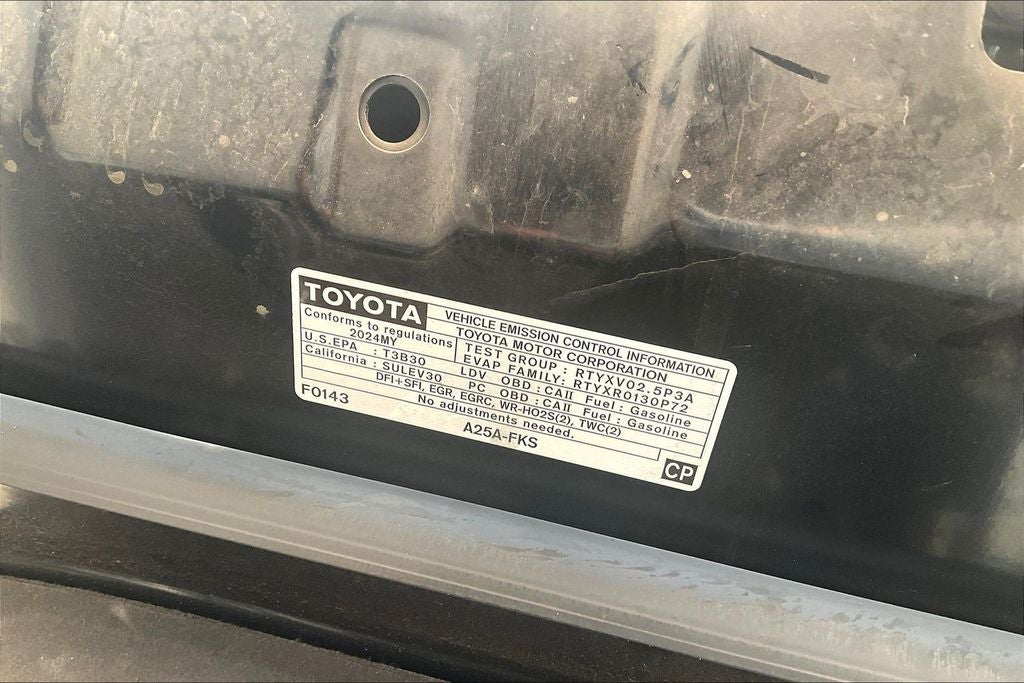 TOYOTA
VEHICLE EMISSION CONTROL INFORMATION
Conforms to regulations
2024MY
TOYOTA MOTOR CORPORATION
TEST GROUP : RTYXV02.5P3A
EVAP FAMILY: RTYXR0130P72
U.S.EPA : T3B30 LDV OBD : CAII Fuel : Gasoline
California : SULEV30 PC OBD : CAII Fuel : Gasoline
DFI+SFI, EGR, EGRC, WR-HO2S(2), TWC(2)
No adjustments needed.
F0143
A25A-FKS
CP